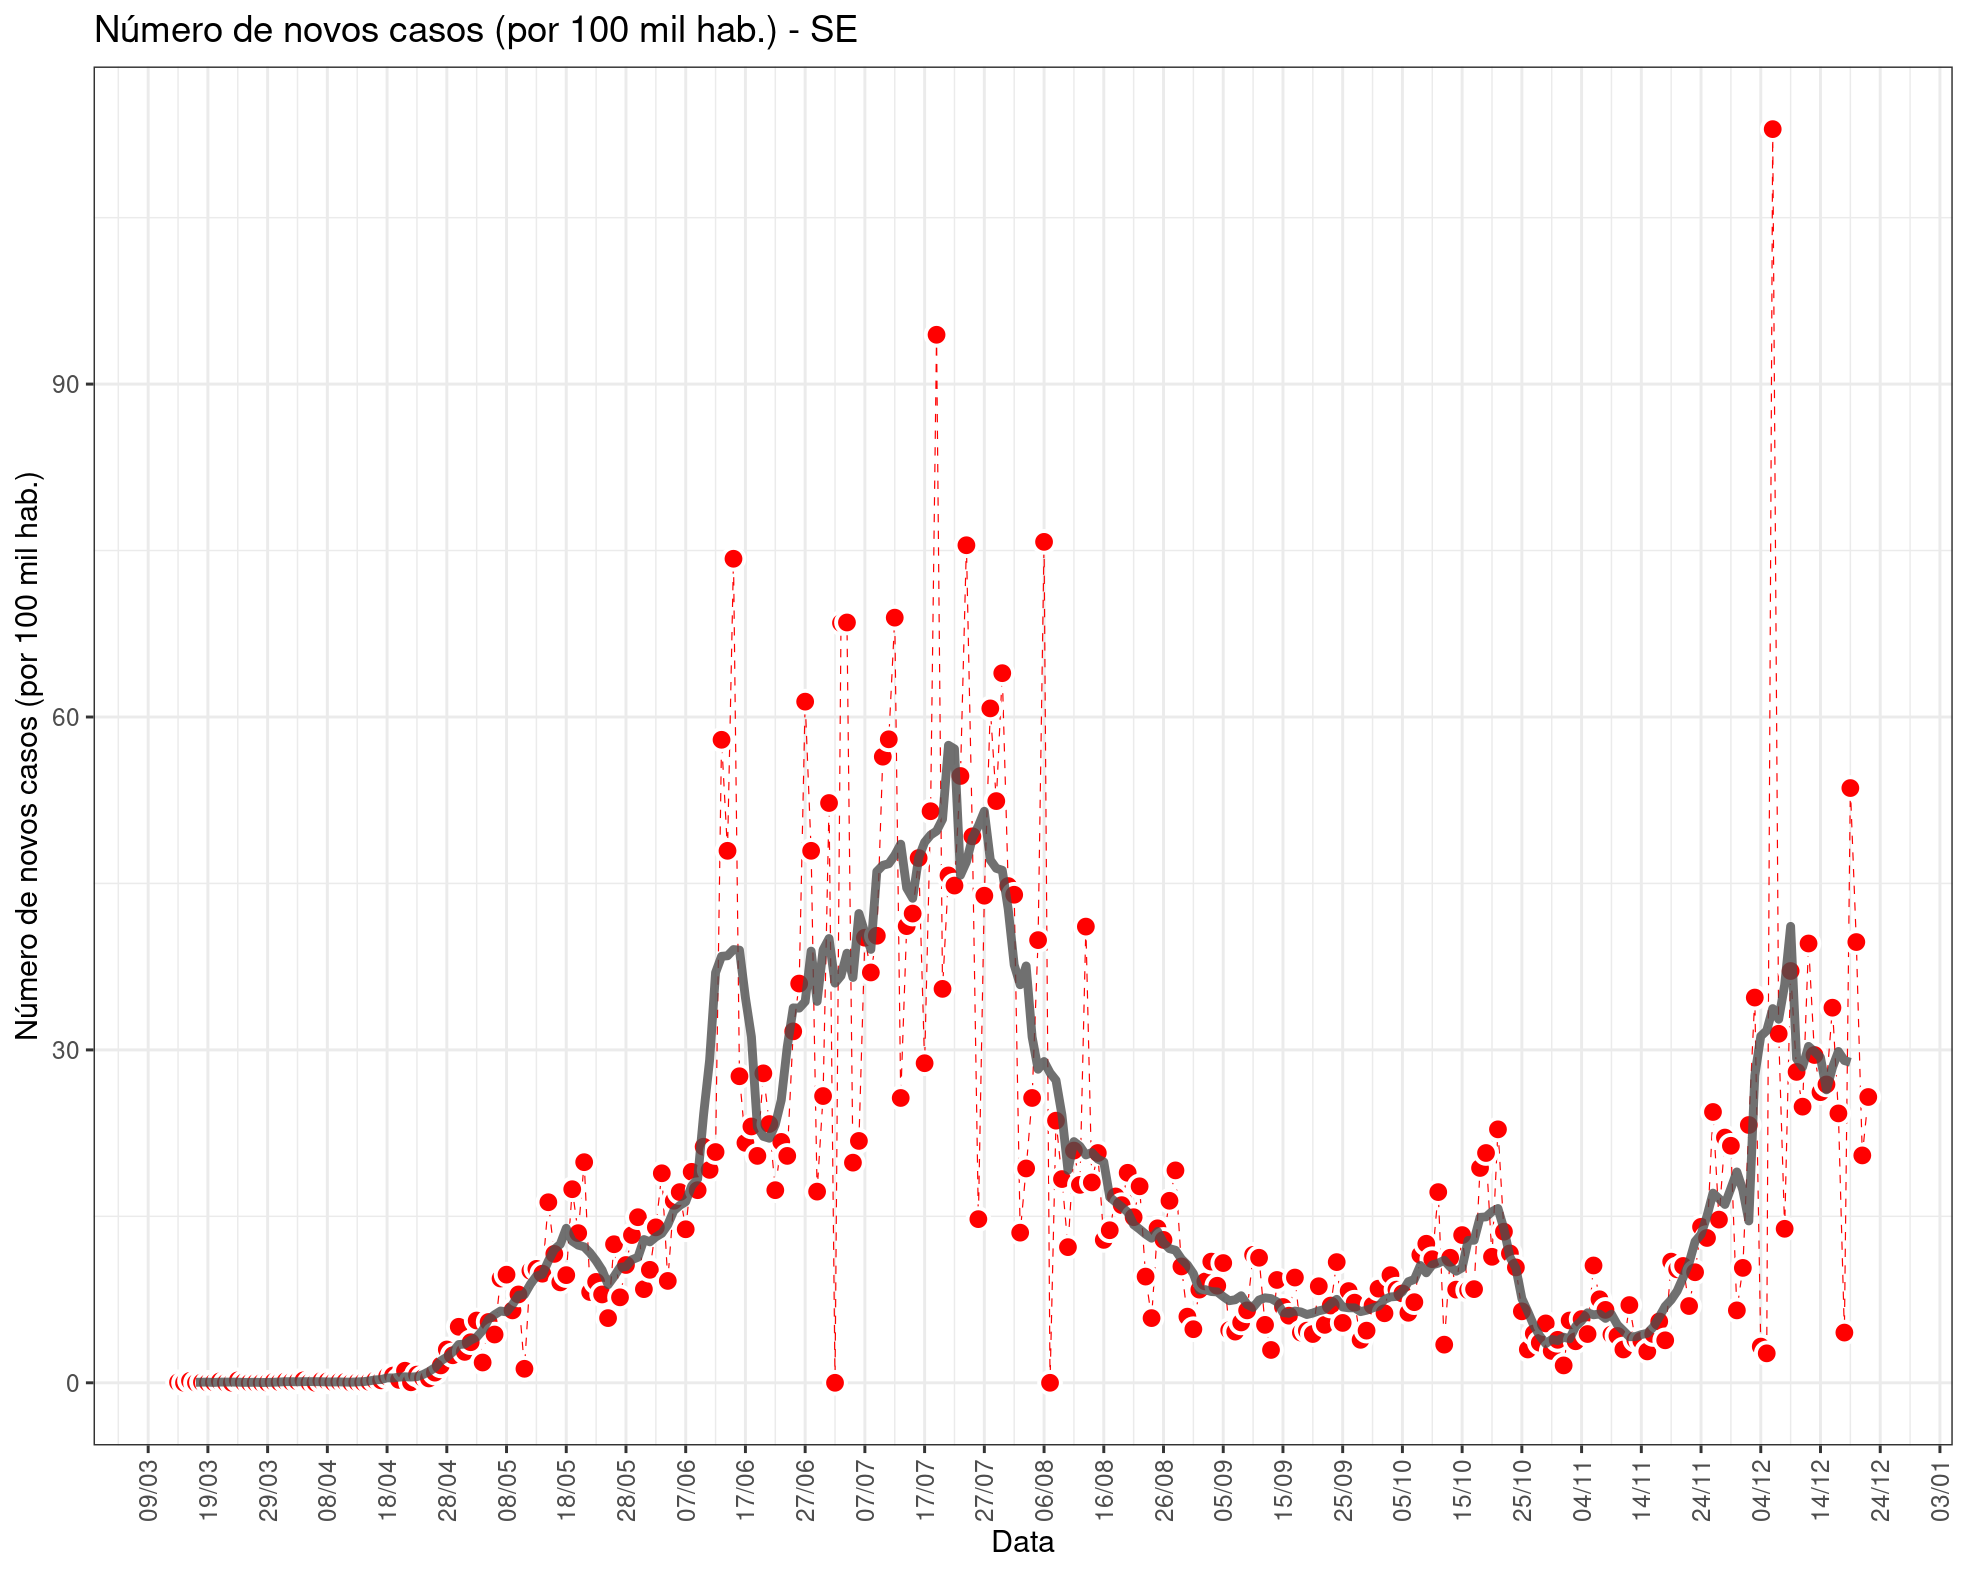 Número de novos casos (por 100 mil hab.) - SE
Número de novos casos (por 100 mil hab.)
90
60
30
0
09/03 19/03 29/03 08/04 18/04 28/04 08/05 18/05 28/05 07/06 17/06 27/06 07/07 17/07 27/07 06/08 16/08 26/08 05/09 15/09 25/09 05/10 15/10 25/10 04/11 14/11 24/11 04/12 14/12 24/12 03/01
Data